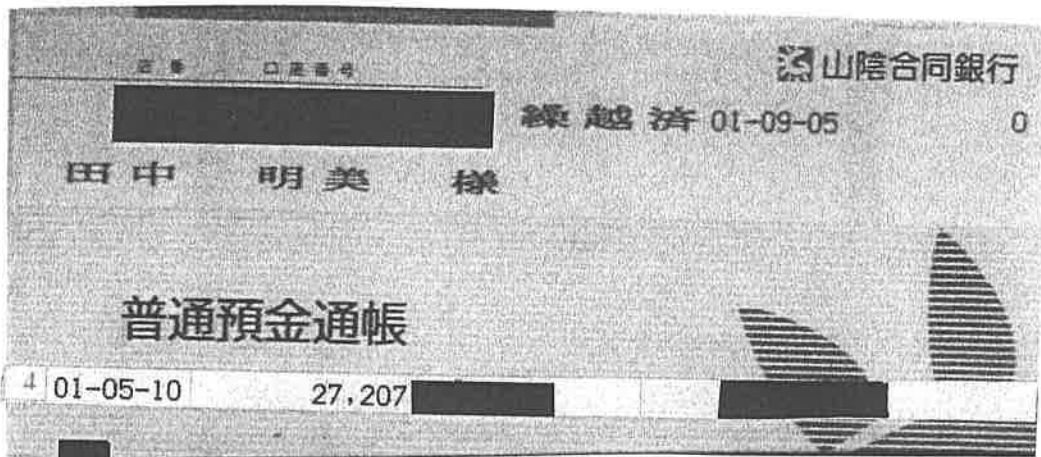 山陰合同銀行
店番 口座番号
繰越済 01-09-05 0
田中 明美 様
普通預金通帳
4 01-05-10 27,207